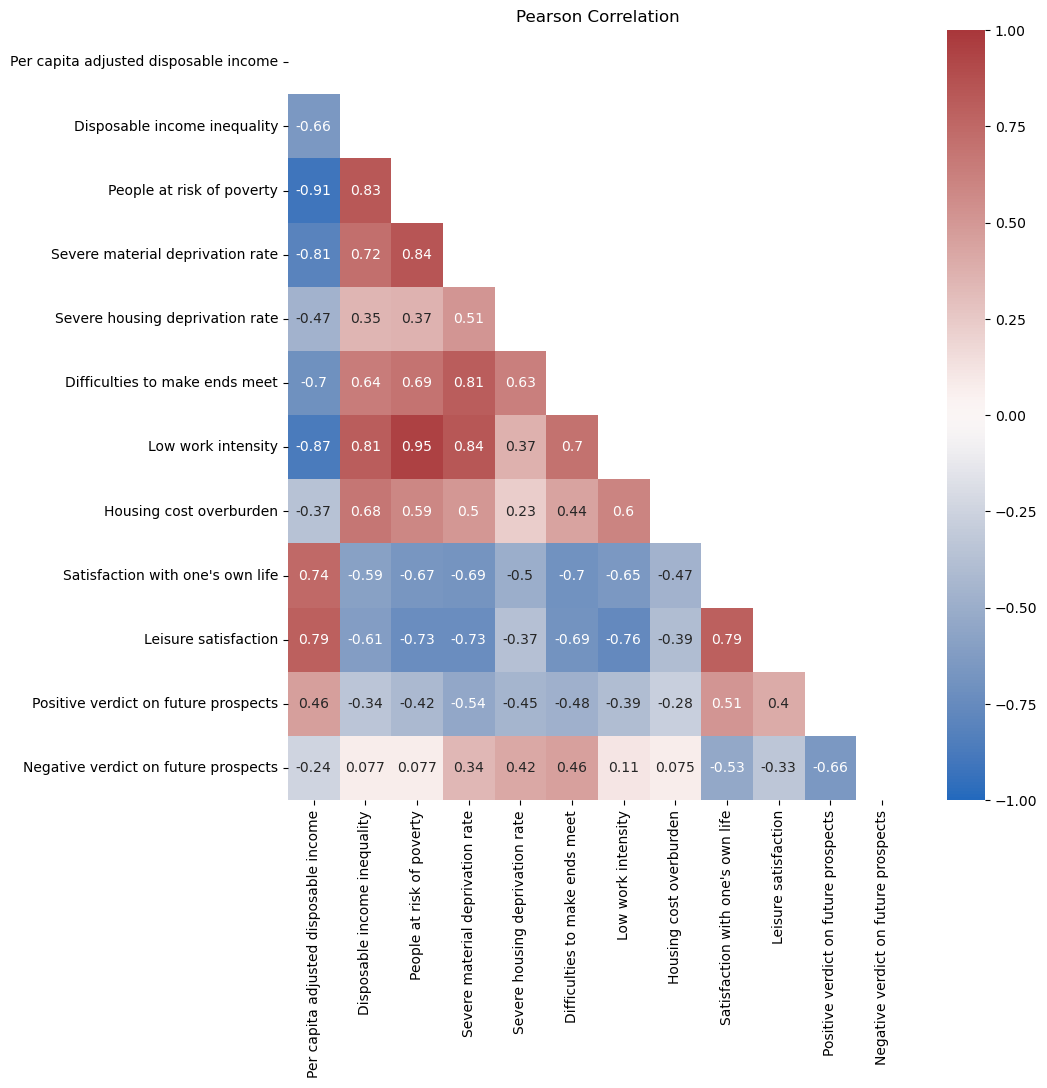 Pearson Correlation
Per capita adjusted disposable income
Disposable income inequality -0.66
People at risk of poverty -0.91 0.83
Severe material deprivation rate -0.81 0.72 0.84
Severe housing deprivation rate -0.47 0.35 0.37 0.51
Difficulties to make ends meet -0.7 0.64 0.69 0.81 0.63
Low work intensity -0.87 0.81 0.95 0.84 0.37 0.7
Housing cost overburden -0.37 0.68 0.59 0.5 0.23 0.44 0.6
Satisfaction with one's own life 0.74 -0.59 -0.67 -0.69 -0.5 -0.7 -0.65 -0.47
Leisure satisfaction 0.79 -0.61 -0.73 -0.73 -0.37 -0.69 -0.76 -0.39 0.79
Positive verdict on future prospects 0.46 -0.34 -0.42 -0.54 -0.45 -0.48 -0.39 -0.28 0.51 0.4
Negative verdict on future prospects -0.24 0.077 0.077 0.34 0.42 0.46 0.11 0.075 -0.53 -0.33 -0.66
Per capita adjusted disposable income
Disposable income inequality
People at risk of poverty
Severe material deprivation rate
Severe housing deprivation rate
Difficulties to make ends meet
Low work intensity
Housing cost overburden
Satisfaction with one's own life
Leisure satisfaction
Positive verdict on future prospects
Negative verdict on future prospects
1.00
0.75
0.50
0.25
0.00
−0.25
−0.50
−0.75
−1.00